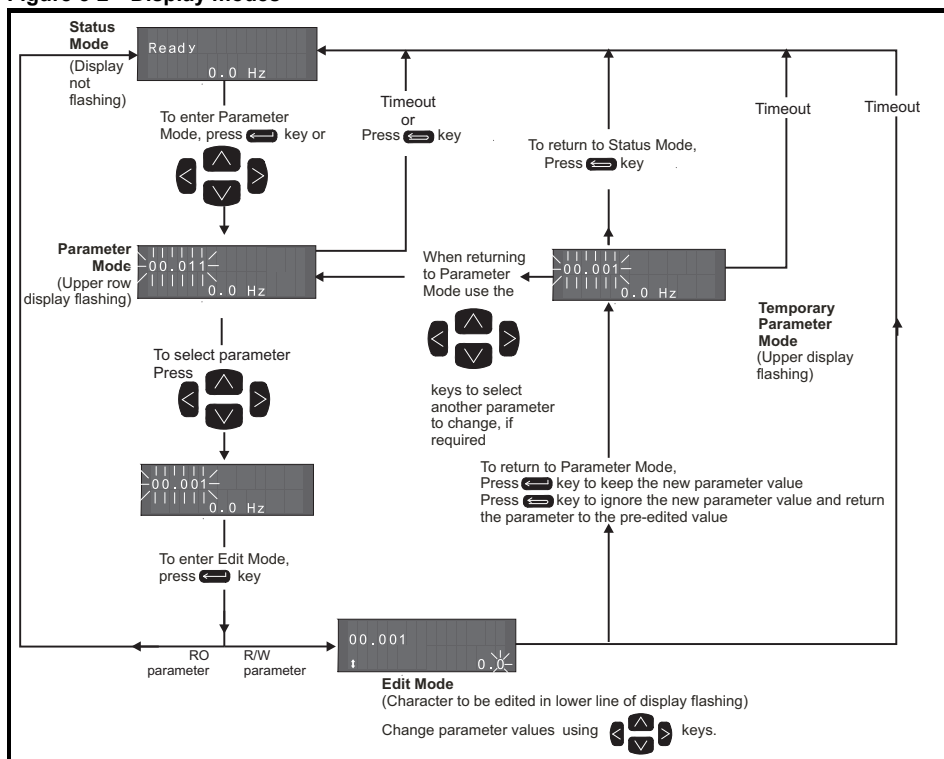 Status
Mode
(Display
not
flashing)
Ready
0.0 Hz
To enter Parameter
Mode, press key or
Timeout
or
Press key
To return to Status Mode,
Press key
Timeout
Timeout
Parameter
Mode
(Upper row
display flashing)
00.011
0.0 Hz
When returning
to Parameter
Mode use the
keys to select
another parameter
to change, if
required
00.001
0.0 Hz
Temporary
Parameter
Mode
(Upper display
flashing)
To select parameter
Press
00.001
0.0 Hz
To return to Parameter Mode,
Press key to keep the new parameter value
Press key to ignore the new parameter value and return
the parameter to the pre-edited value
To enter Edit Mode,
press key
RO
parameter
R/W
parameter
00.001
0.0
Edit Mode
(Character to be edited in lower line of display flashing)
Change parameter values using keys.